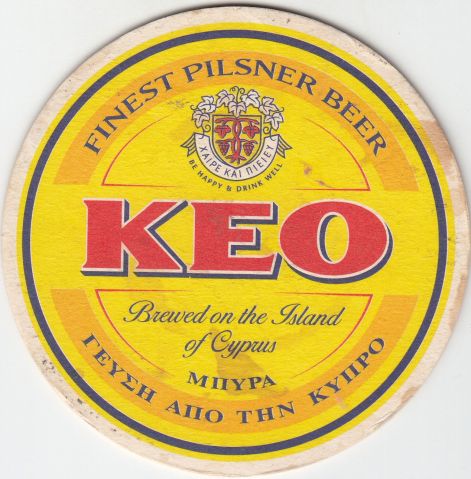 FINEST PILSNER BEER
ΧΑΙΡΕ ΚΑΙ ΠΙΕΙΕΥ
BE HAPPY & DRINK WELL
KEO
Brewed on the Island
of Cyprus
ΜΠΥΡΑ
ΓΕΥΣΗ ΑΠΟ ΤΗΝ ΚΥΠΡΟ